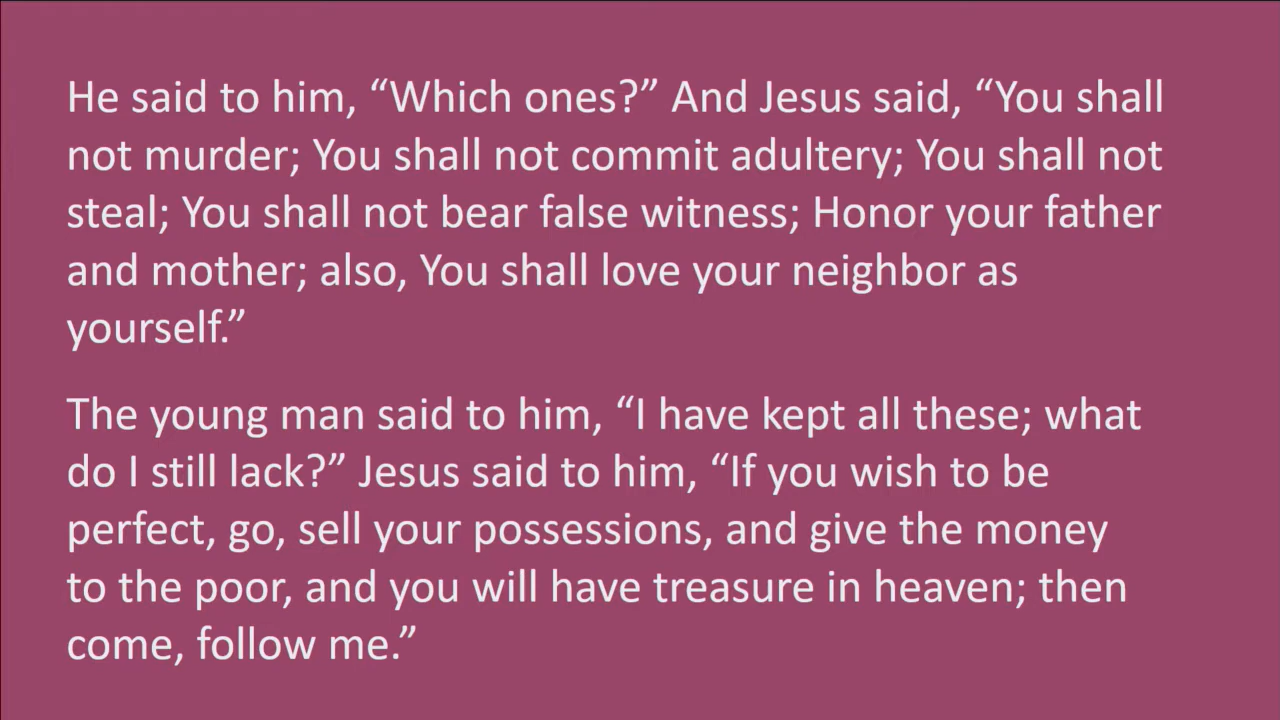 He said to him, “Which ones?” And Jesus said, “You shall
not murder; You shall not commit adultery; You shall not
steal; You shall not bear false witness; Honor your father
and mother; also, You shall love your neighbor as
yourself.”
The young man said to him, “I have kept all these; what
do I still lack?” Jesus said to him, “If you wish to be
perfect, go, sell your possessions, and give the money
to the poor, and you will have treasure in heaven; then
come, follow me.”